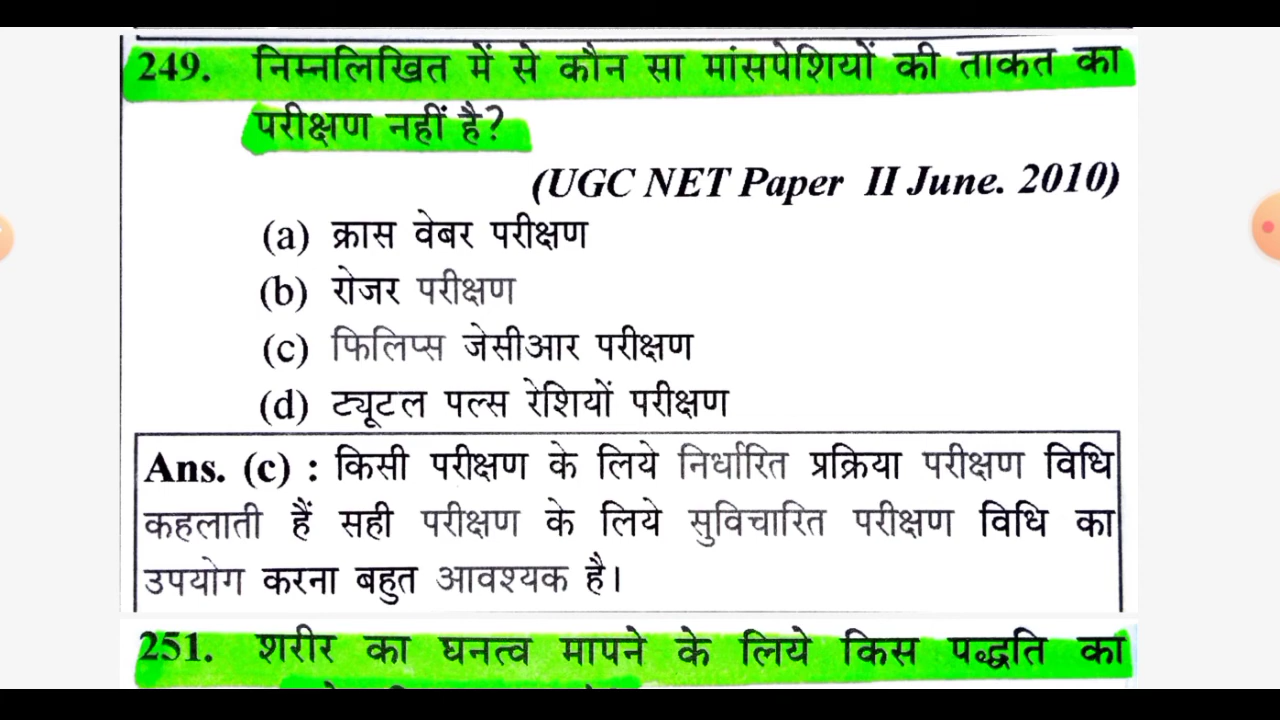 249. निम्नलिखित में से कौन सा मांसपेशियों की ताकत का
परीक्षण नहीं है?
(UGC NET Paper II June. 2010)
(a) क्रास वेबर परीक्षण
(b) रोजर परीक्षण
(c) फिलिप्स जेसीआर परीक्षण
(d) ट्यूटल पल्स रेशियों परीक्षण
Ans. (c) : किसी परीक्षण के लिये निर्धारित प्रक्रिया परीक्षण विधि
कहलाती हैं सही परीक्षण के लिये सुविचारित परीक्षण विधि का
उपयोग करना बहुत आवश्यक है।
251. शरीर का घनत्व मापने के लिये किस पद्धति का